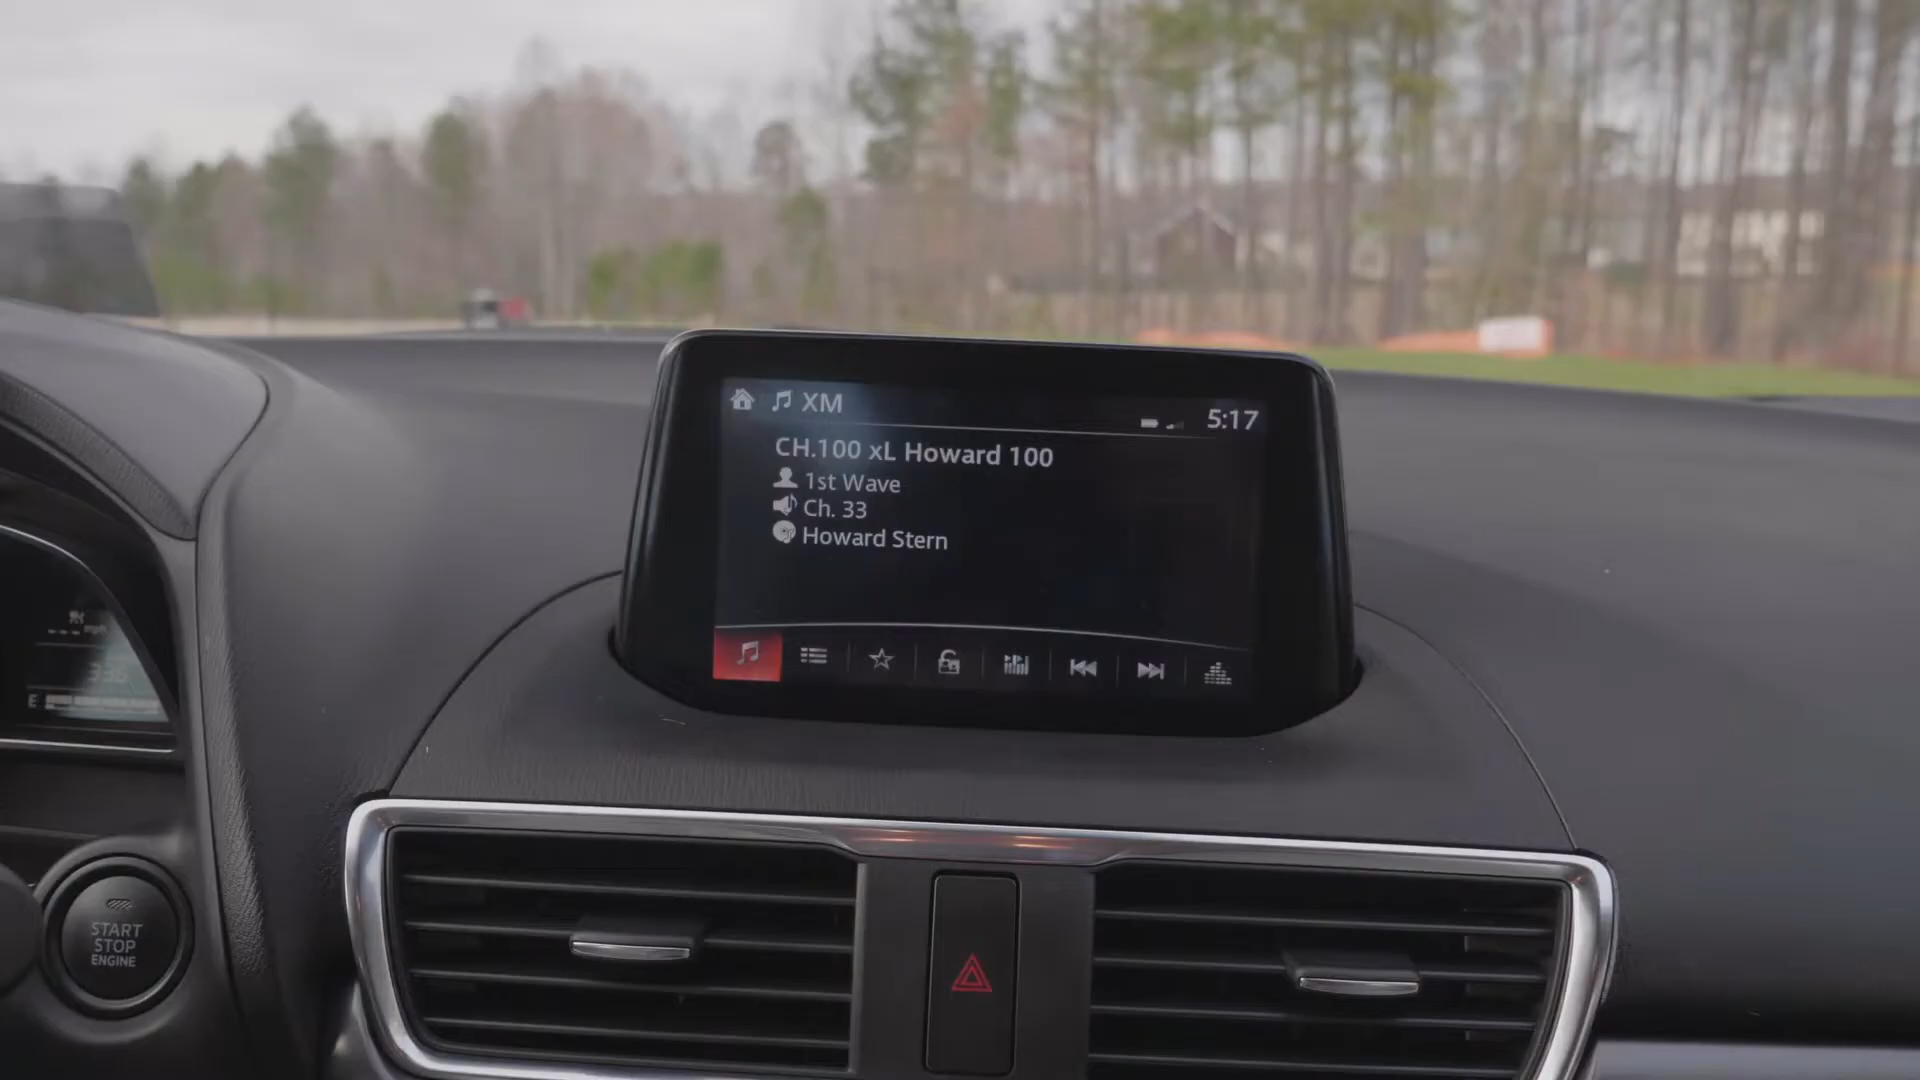 XM
5:17
CH.100 xL Howard 100
1st Wave
Ch. 33
Howard Stern
E
START
STOP
ENGINE